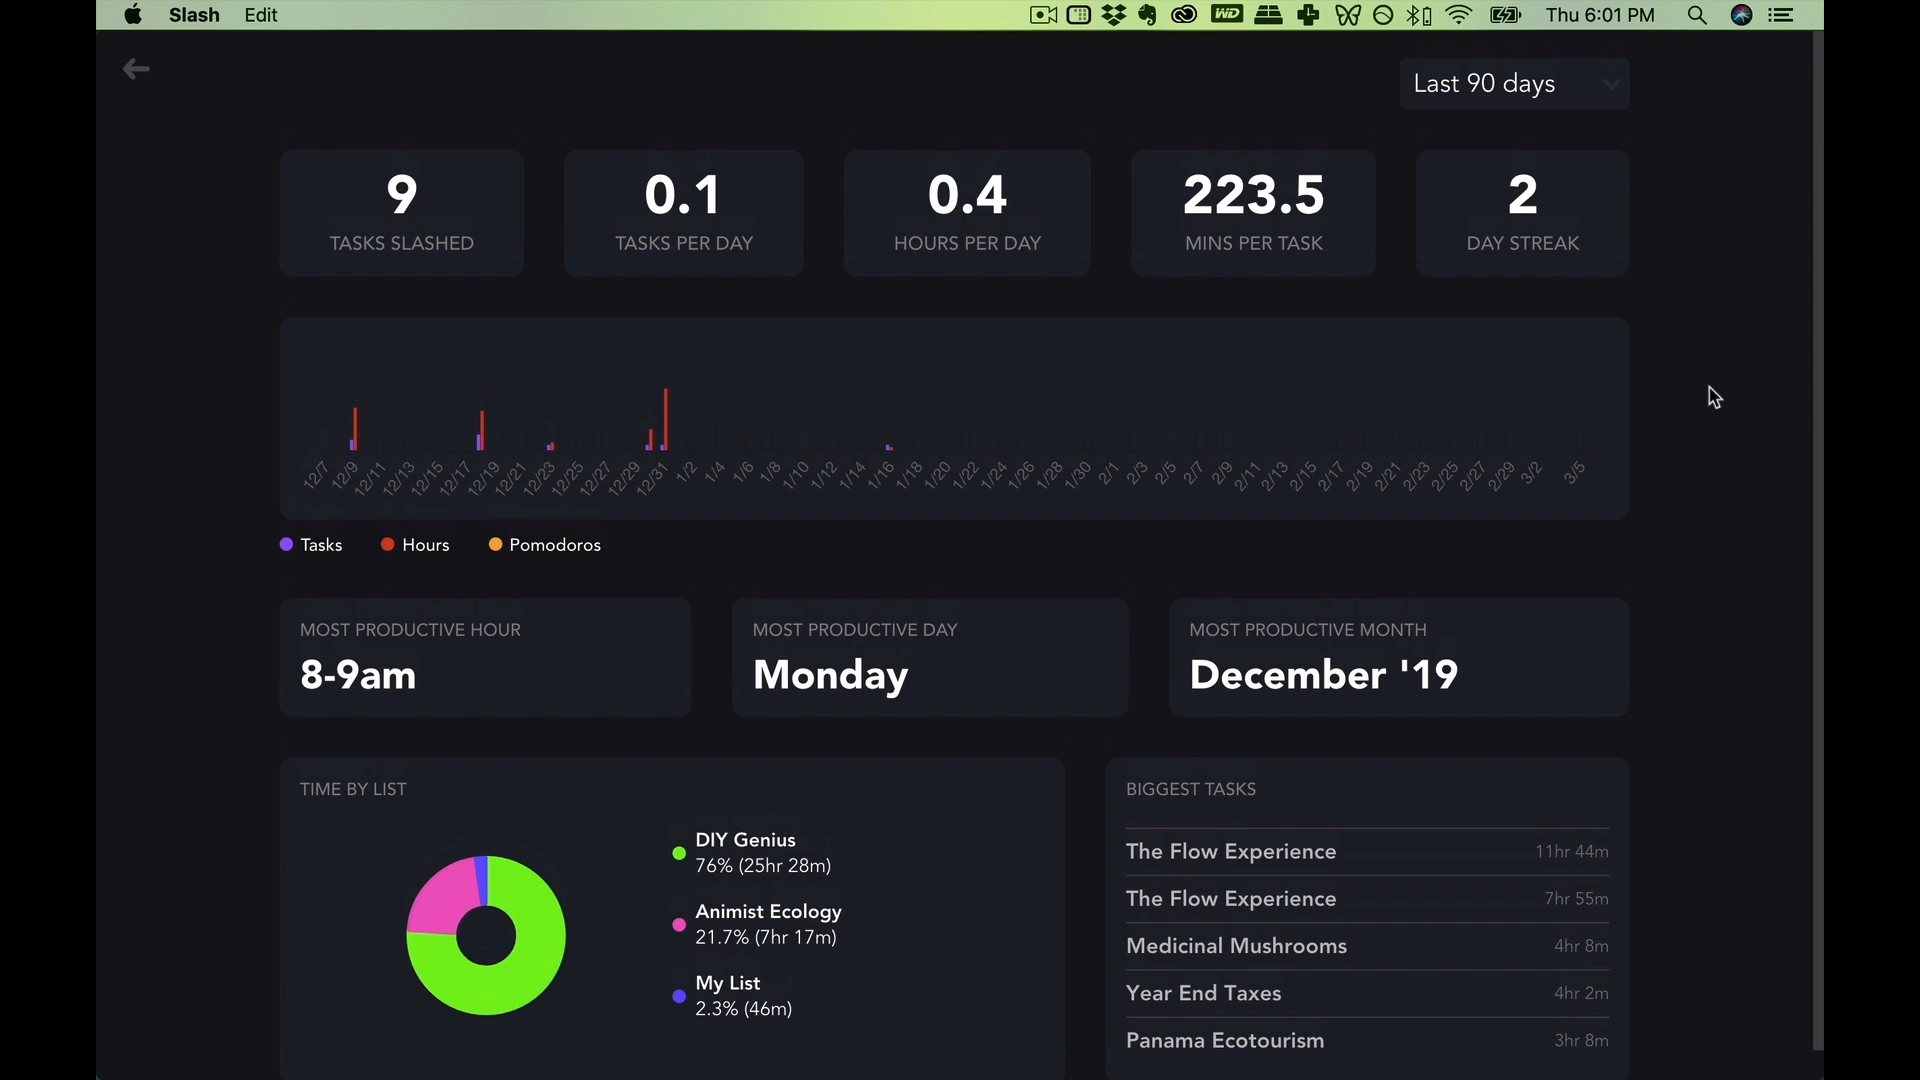 Slash Edit
WD
Thu 6:01 PM
Last 90 days
9
TASKS SLASHED
0.1
TASKS PER DAY
0.4
HOURS PER DAY
223.5
MINS PER TASK
2
DAY STREAK
12/7 12/9 12/11 12/13 12/15 12/17 12/19 12/21 12/23 12/25 12/27 12/29 12/31 1/2 1/4 1/6 1/8 1/10 1/12 1/14 1/16 1/18 1/20 1/22 1/24 1/26 1/28 1/30 2/1 2/3 2/5 2/7 2/9 2/11 2/13 2/15 2/17 2/19 2/21 2/23 2/25 2/27 2/29 3/2 3/5
Tasks Hours Pomodoros
MOST PRODUCTIVE HOUR
8-9am
MOST PRODUCTIVE DAY
Monday
MOST PRODUCTIVE MONTH
December '19
TIME BY LIST
DIY Genius
76% (25hr 28m)
Animist Ecology
21.7% (7hr 17m)
My List
2.3% (46m)
BIGGEST TASKS
The Flow Experience 11hr 44m
The Flow Experience 7hr 55m
Medicinal Mushrooms 4hr 8m
Year End Taxes 4hr 2m
Panama Ecotourism 3hr 8m